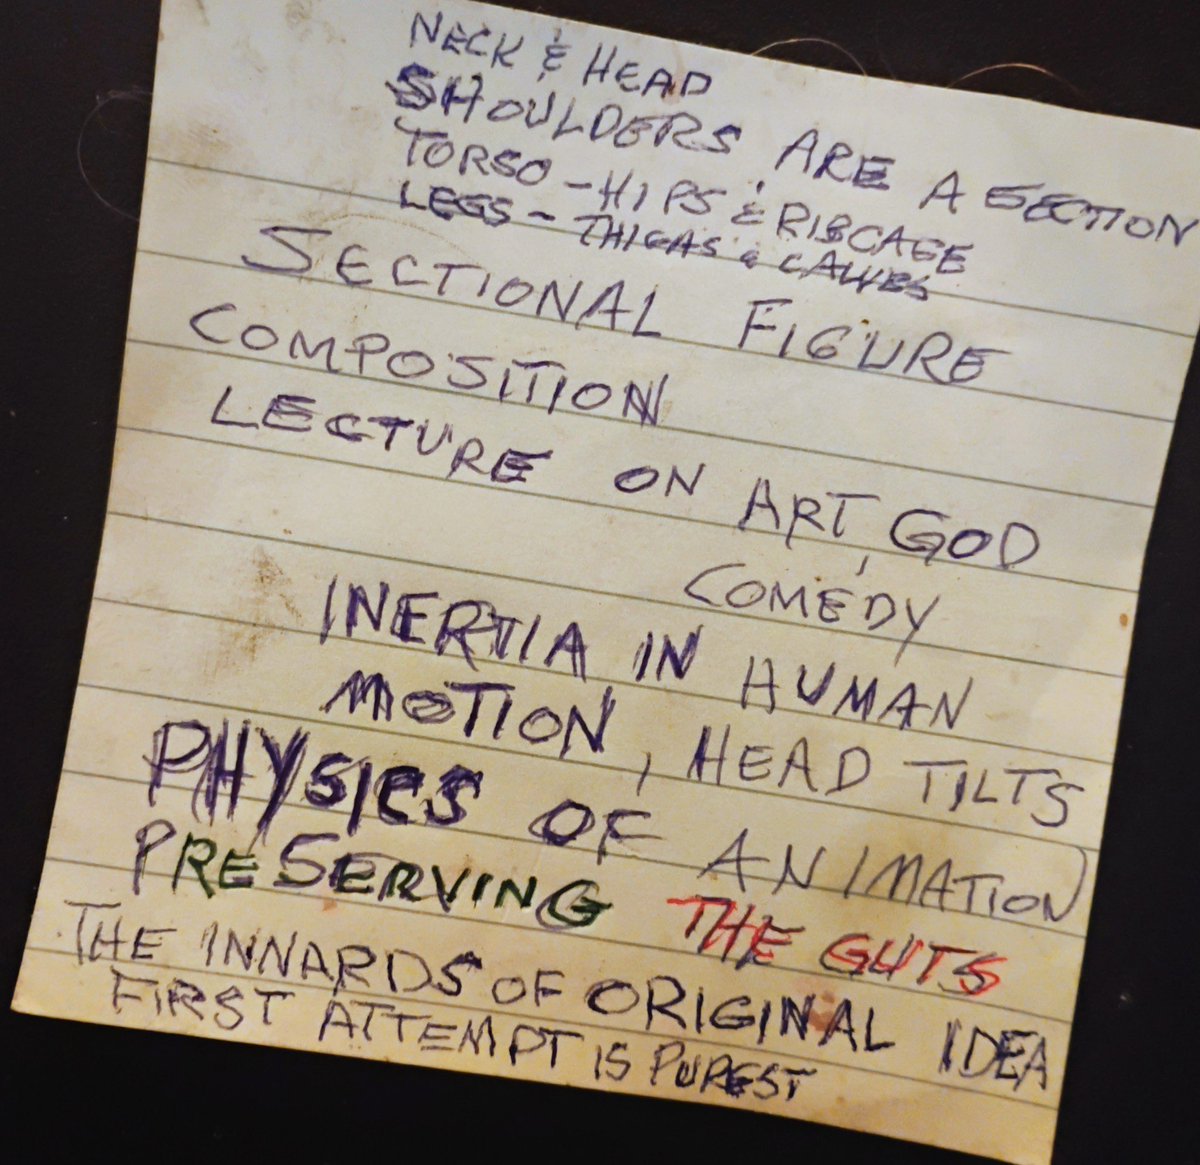 NECK & HEAD
SHOULDERS ARE A SECTION
TORSO - HIPS & RIBCAGE
LEGS - THIGHS & CALVES
SECTIONAL FIGURE
COMPOSITION
LECTURE ON ART, GOD
COMEDY
INERTIA IN HUMAN
MOTION, HEAD TILTS
PHYSICS OF ANIMATION
PRESERVING THE GUTS
THE INNARDS OF ORIGINAL IDEA
FIRST ATTEMPT IS PUREST